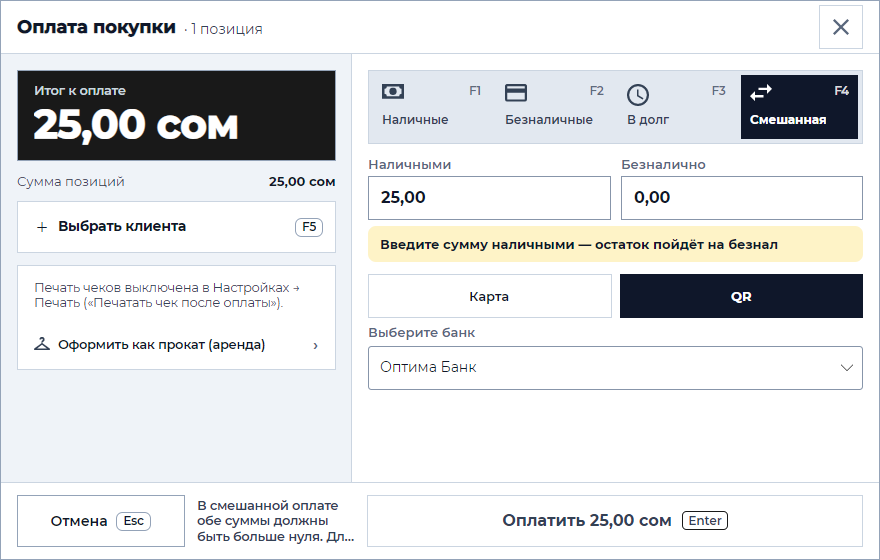 Оплата покупки · 1 позиция
Итог к оплате
25,00 сом
Сумма позиций 25,00 сом
+ Выбрать клиента F5
Печать чеков выключена в Настройках →
Печать («Печатать чек после оплаты»).
Оформить как прокат (аренда) ›
F1 F2 F3 F4
Наличные Безналичные В долг Смешанная
Наличными Безналично
25,00 0,00
Введите сумму наличными — остаток пойдёт на безнал
Карта QR
Выберите банк
Оптима Банк
Отмена Esc
В смешанной оплате
обе суммы должны
быть больше нуля. Дл...
Оплатить 25,00 сом Enter